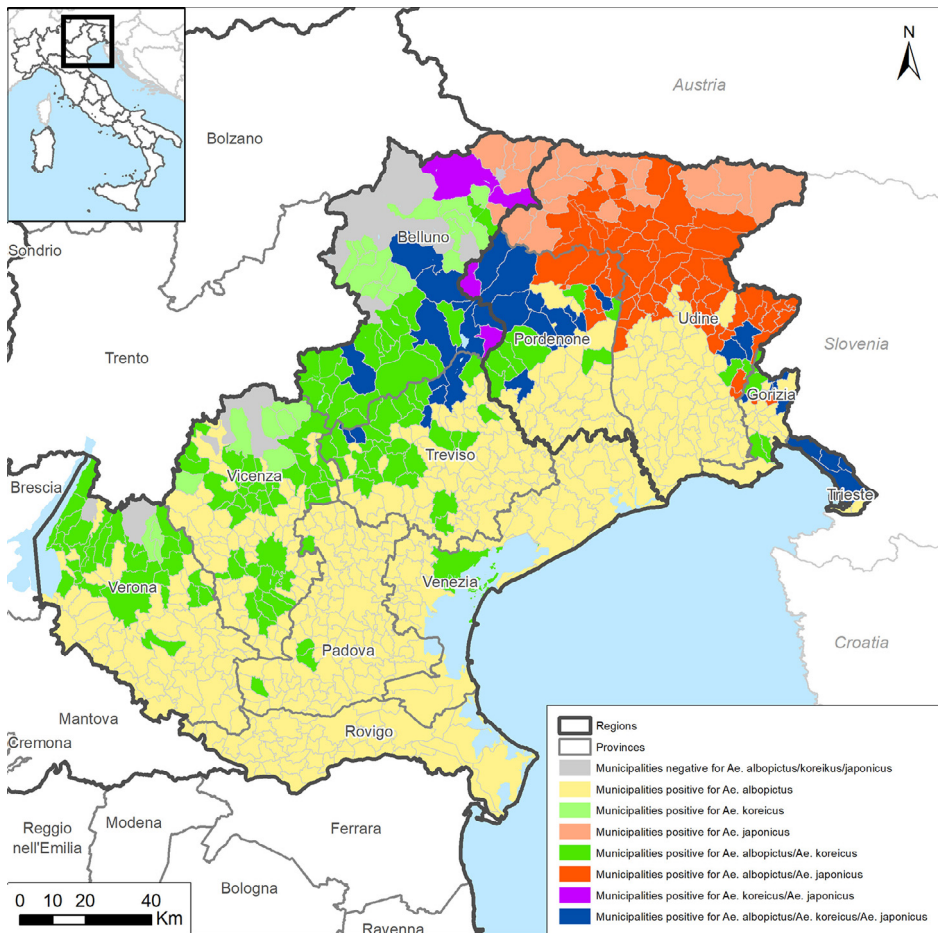 N
Austria
Bolzano
Sondrio
Belluno
Udine
Slovenia
Pordenone
Trento
Gorizia
Treviso
Vicenza
Brescia
Trieste
Verona
Venezia
Croatia
Padova
Mantova
Rovigo
Cremona
Reggio
nell'Emilia
Modena
Ferrara
Bologna
Ravenna
0 10 20 40
Km
Regions
Provinces
Municipalities negative for Ae. albopictus/koreikus/japonicus
Municipalities positive for Ae. albopictus
Municipalities positive for Ae. koreicus
Municipalities positive for Ae. japonicus
Municipalities positive for Ae. albopictus/Ae. koreicus
Municipalities positive for Ae. albopictus/Ae. japonicus
Municipalities positive for Ae. koreicus/Ae. japonicus
Municipalities positive for Ae. albopictus/Ae. koreicus/Ae. japonicus